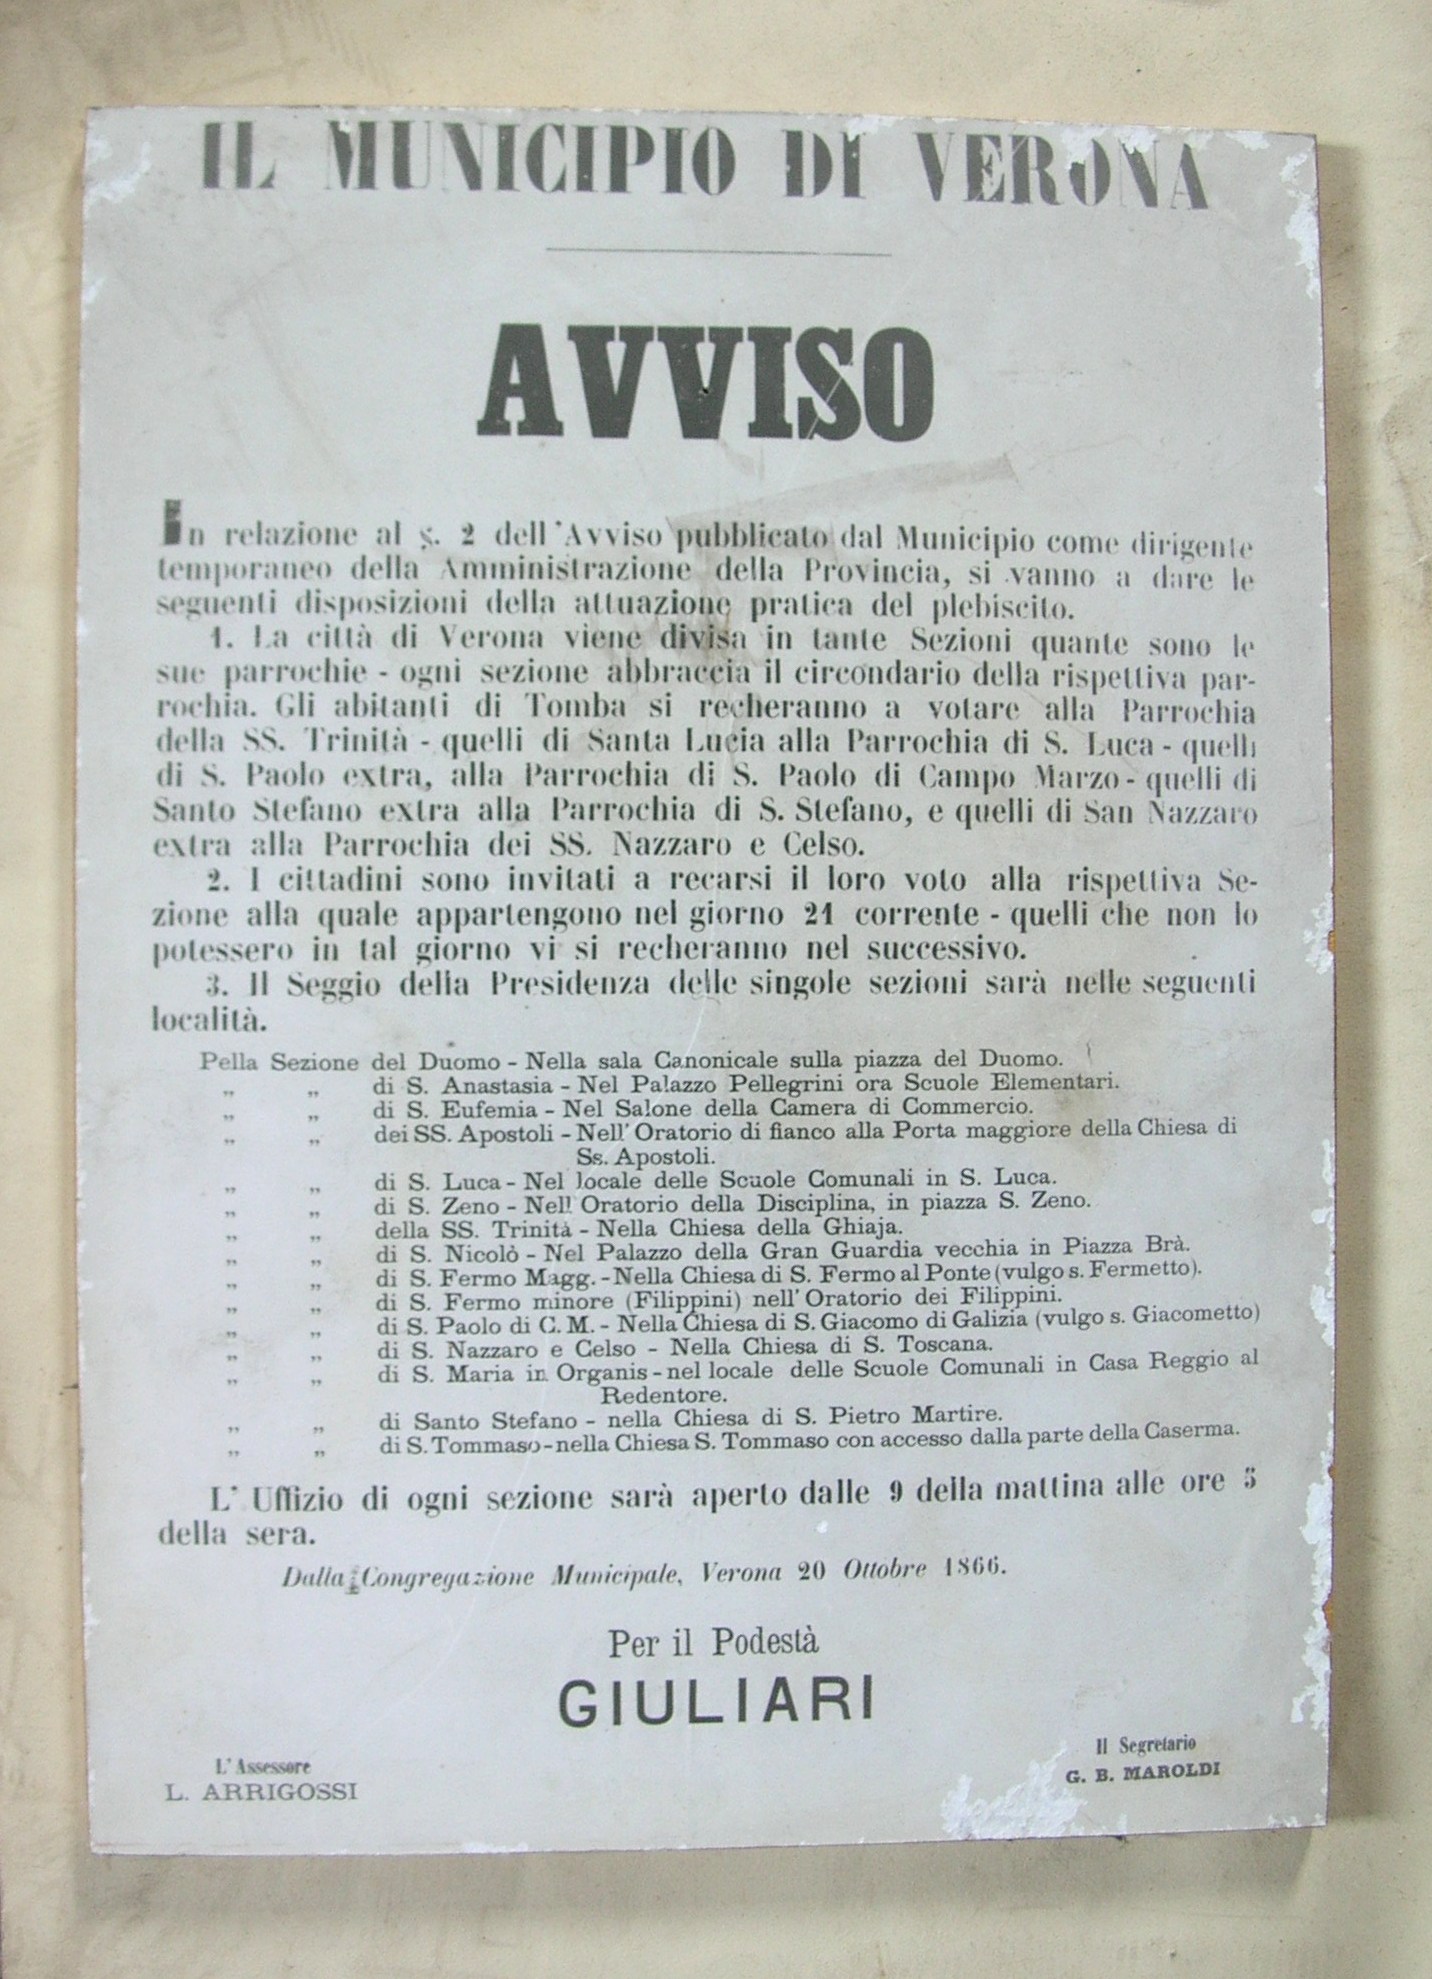 IL MUNICIPIO DI VERONA
AVVISO
In relazione al §. 2 dell'Avviso pubblicato dal Municipio come dirigente
temporaneo della Amministrazione della Provincia, si vanno a dare le
seguenti disposizioni della attuazione pratica del plebiscito.
1. La città di Verona viene divisa in tante Sezioni quante sono le
sue parrochie - ogni sezione abbraccia il circondario della rispettiva par-
rochia. Gli abitanti di Tomba si recheranno a votare alla Parrochia
della SS. Trinità - quelli di Santa Lucia alla Parrochia di S. Luca - quelli
di S. Paolo extra, alla Parrochia di S. Paolo di Campo Marzo - quelli di
Santo Stefano extra alla Parrochia di S. Stefano, e quelli di San Nazzaro
extra alla Parrochia dei SS. Nazzaro e Celso.
2. I cittadini sono invitati a recarsi il loro voto alla rispettiva Se-
zione alla quale appartengono nel giorno 21 corrente - quelli che non lo
potessero in tal giorno vi si recheranno nel successivo.
3. Il Seggio della Presidenza delle singole sezioni sarà nelle seguenti
località.
Pella Sezione del Duomo - Nella sala Canonicale sulla piazza del Duomo.
„ „ di S. Anastasia - Nel Palazzo Pellegrini ora Scuole Elementari.
„ „ di S. Eufemia - Nel Salone della Camera di Commercio.
„ „ dei SS. Apostoli - Nell' Oratorio di fianco alla Porta maggiore della Chiesa di
Ss. Apostoli.
„ „ di S. Luca - Nel locale delle Scuole Comunali in S. Luca.
„ „ di S. Zeno - Nell' Oratorio della Disciplina, in piazza S. Zeno.
„ „ della SS. Trinità - Nella Chiesa della Ghiaja.
„ „ di S. Nicolò - Nel Palazzo della Gran Guardia vecchia in Piazza Brà.
„ „ di S. Fermo Magg. - Nella Chiesa di S. Fermo al Ponte (vulgo s. Fermetto).
„ „ di S. Fermo minore (Filippini) nell' Oratorio dei Filippini.
„ „ di S. Paolo di C. M. - Nella Chiesa di S. Giacomo di Galizia (vulgo s. Giacometto)
„ „ di S. Nazzaro e Celso - Nella Chiesa di S. Toscana.
„ „ di S. Maria in Organis - nel locale delle Scuole Comunali in Casa Reggio al
Redentore.
„ „ di Santo Stefano - nella Chiesa di S. Pietro Martire.
„ „ di S. Tommaso - nella Chiesa S. Tommaso con accesso dalla parte della Caserma.
L' Uffizio di ogni sezione sarà aperto dalle 9 della mattina alle ore 5
della sera.
Dalla Congregazione Municipale, Verona 20 Ottobre 1866.
Per il Podestà
GIULIARI
L' Assessore
L. ARRIGOSSI
Il Segretario
G. B. MAROLDI